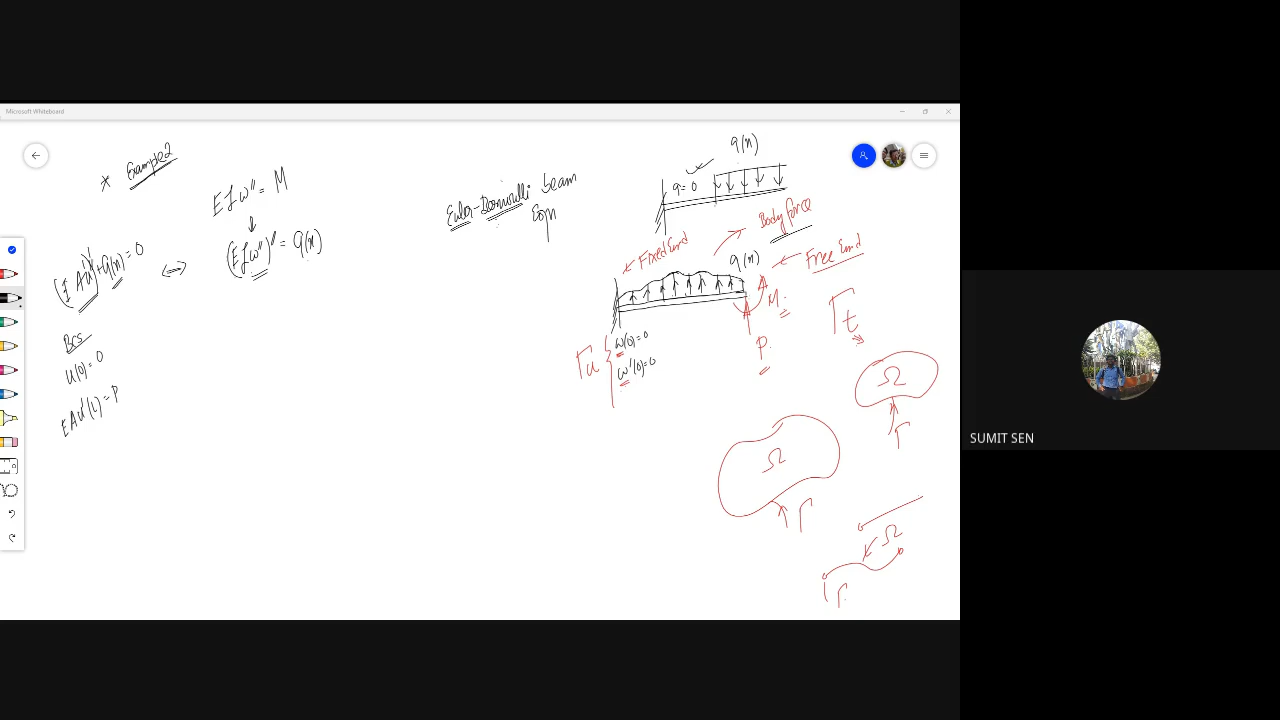 Microsoft Whiteboard
* Example 2
EIw'' = M
↓
(EAu')' + q(x) = 0 ⇔ (EIw'')'' = q(x)
Bcs
u(0) = 0
EAu'(L) = P
Euler-Bernoulli beam
Eqn
q(x)
q=0
Body force
Fixed End
q(x)
Free End
M.
P.
Γt
Γu
w(0)=0
w'(0)=0
Ω
Γ
Ω
Γ
Ω
Γ
SUMIT SEN